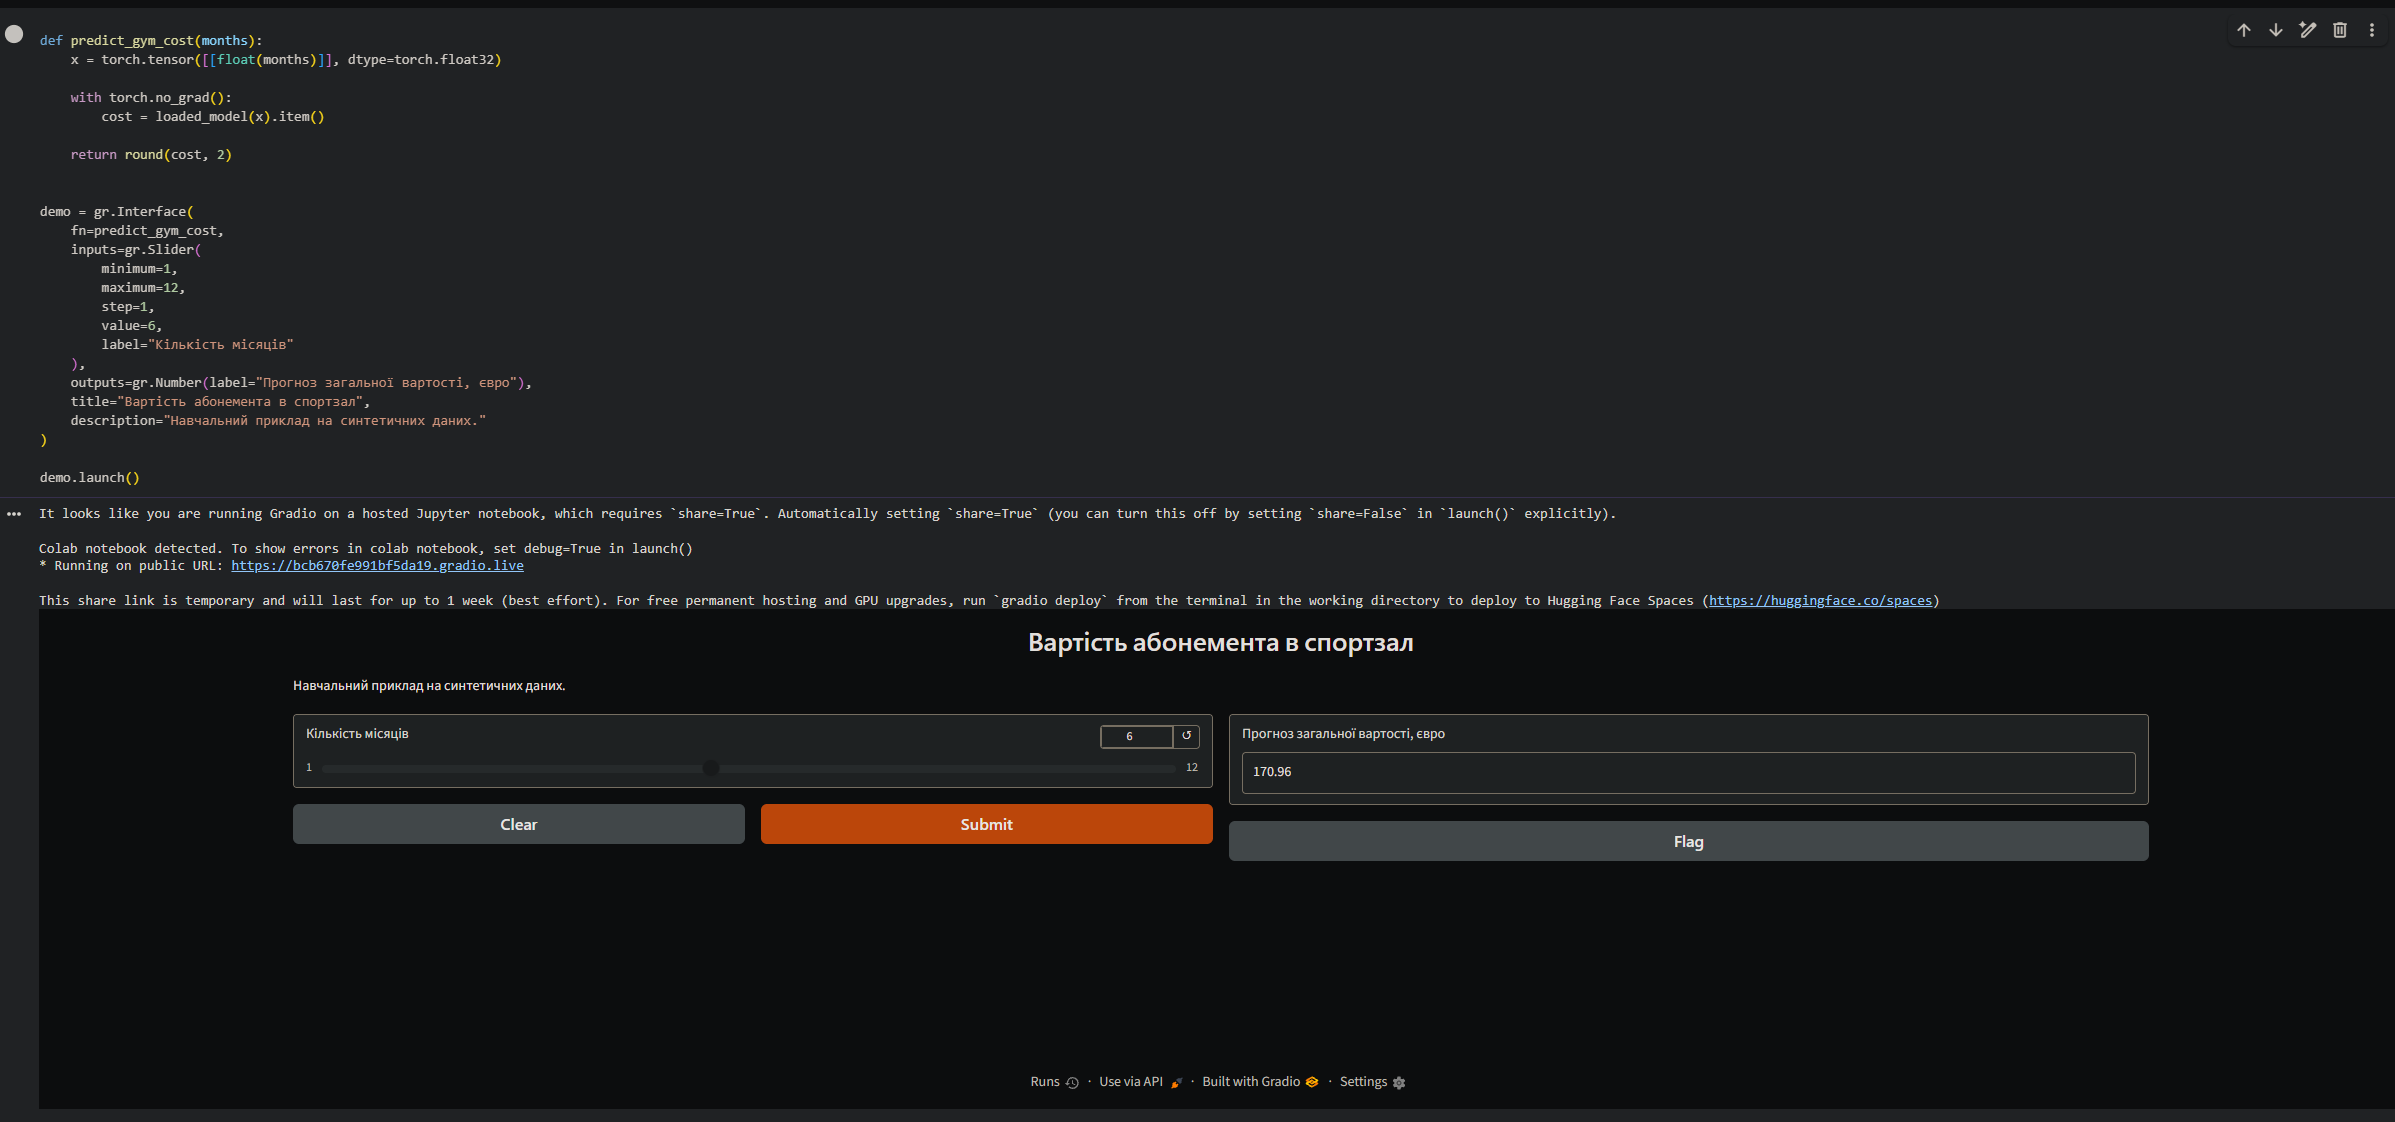 def predict_gym_cost(months):
    x = torch.tensor([[float(months)]], dtype=torch.float32)
    with torch.no_grad():
        cost = loaded_model(x).item()
    return round(cost, 2)
demo = gr.Interface(
    fn=predict_gym_cost,
    inputs=gr.Slider(
        minimum=1,
        maximum=12,
        step=1,
        value=6,
        label="Кількість місяців"
    ),
    outputs=gr.Number(label="Прогноз загальної вартості, євро"),
    title="Вартість абонемента в спортзал",
    description="Навчальний приклад на синтетичних даних."
)
demo.launch()
It looks like you are running Gradio on a hosted Jupyter notebook, which requires `share=True`. Automatically setting `share=True` (you can turn this off by setting `share=False` in `launch()` explicitly).
Colab notebook detected. To show errors in colab notebook, set debug=True in launch()
* Running on public URL: https://bcb670fe991bf5da19.gradio.live
This share link is temporary and will last for up to 1 week (best effort). For free permanent hosting and GPU upgrades, run `gradio deploy` from the terminal in the working directory to deploy to Hugging Face Spaces (https://huggingface.co/spaces)
Вартість абонемента в спортзал
Навчальний приклад на синтетичних даних.
Кількість місяців
6
1
12
Clear
Submit
Прогноз загальної вартості, євро
170.96
Flag
Runs · Use via API · Built with Gradio · Settings